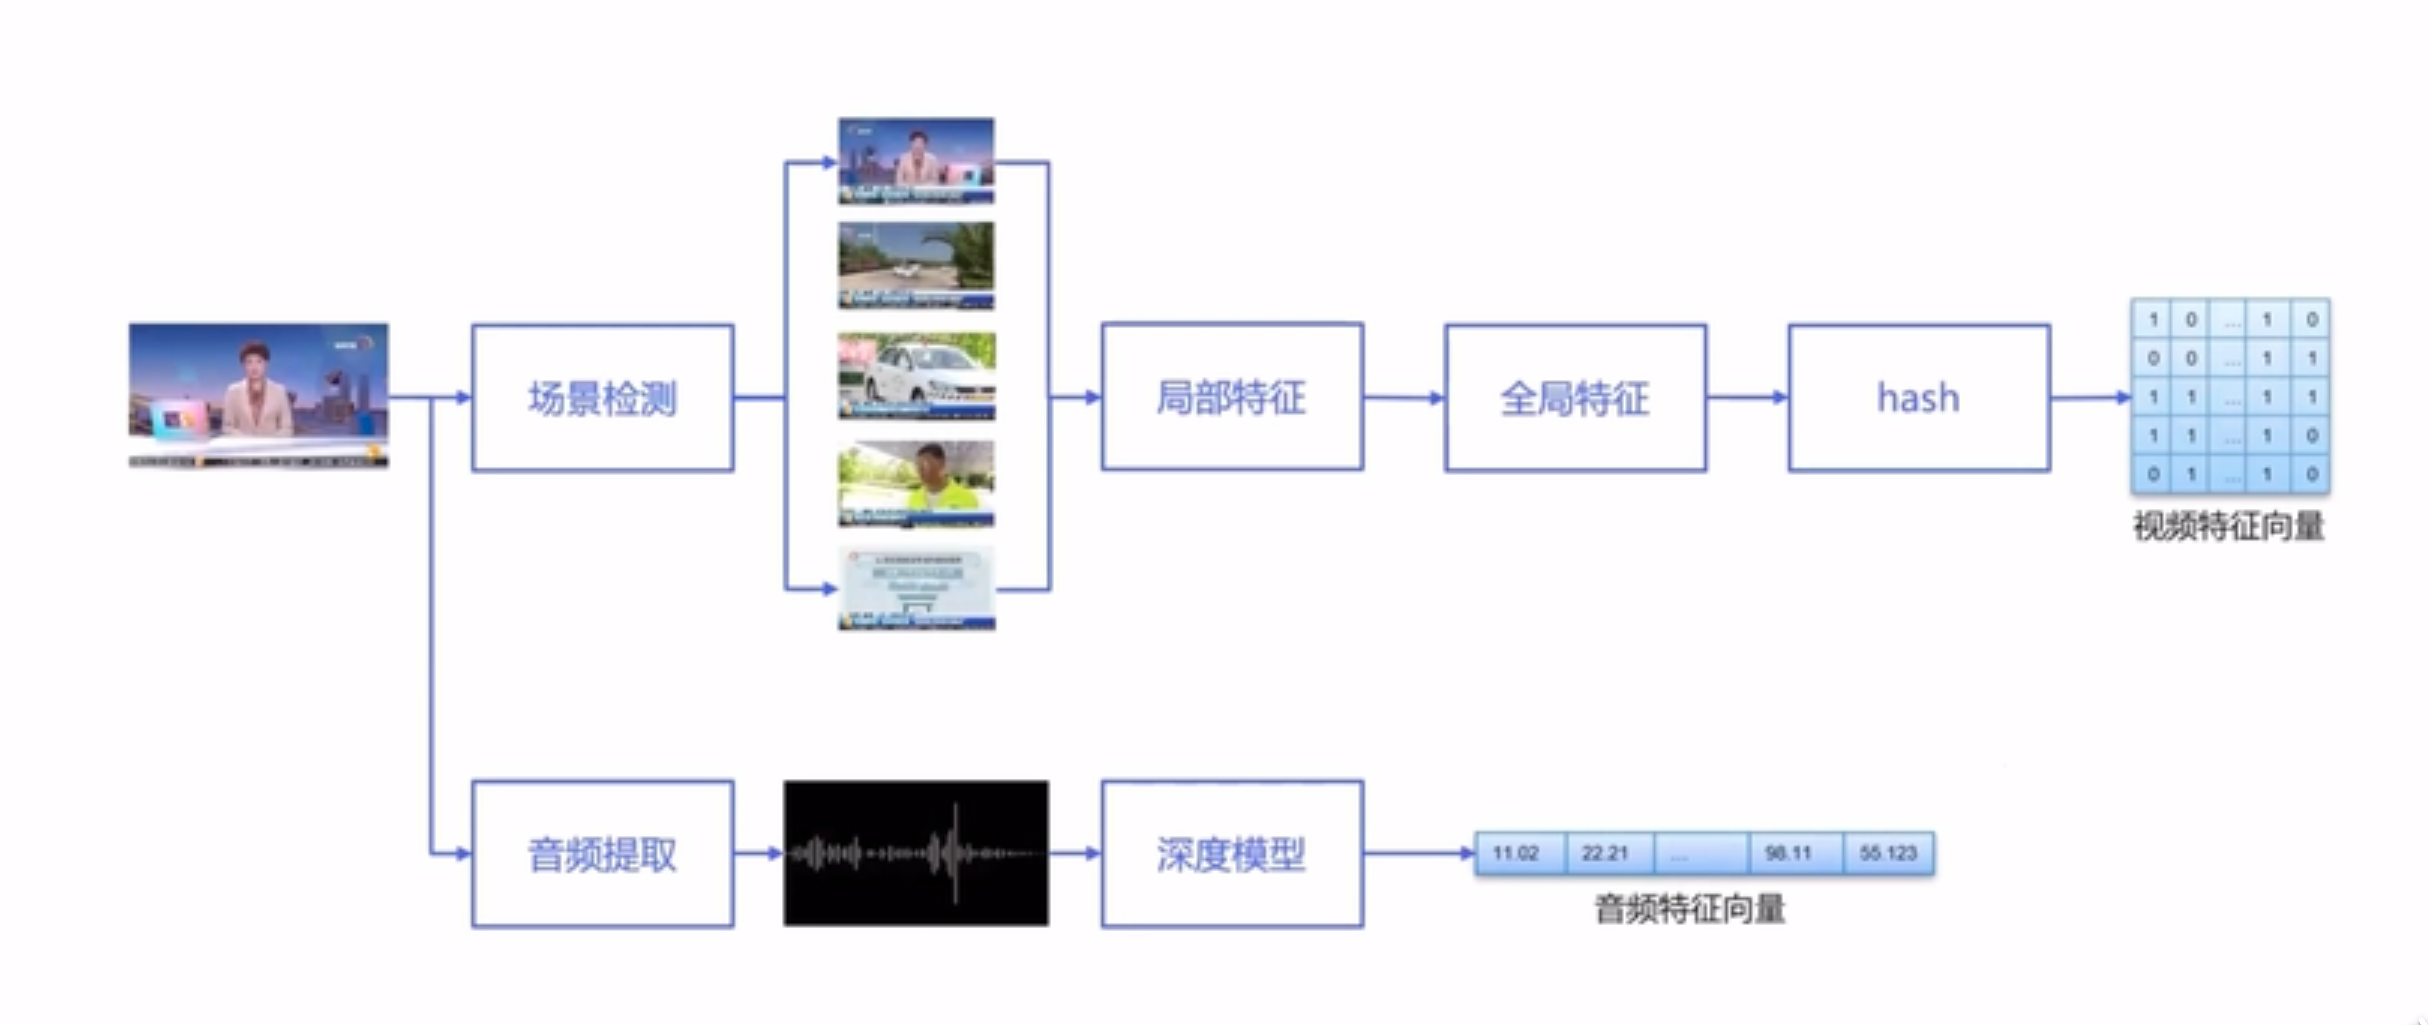 场景检测
局部特征
全局特征
hash
1 0 ... 1 0
0 0 ... 1 1
1 1 ... 1 1
1 1 ... 1 0
0 1 ... 1 0
视频特征向量
音频提取
深度模型
11.02 22.21 ... 98.11 55.123
音频特征向量